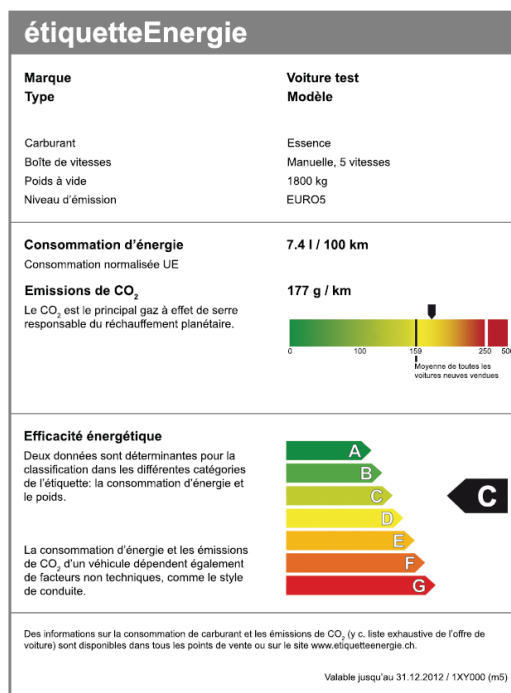 étiquetteEnergie
Marque Voiture test
Type Modèle
Carburant Essence
Boîte de vitesses Manuelle, 5 vitesses
Poids à vide 1800 kg
Niveau d'émission EURO5
Consommation d'énergie 7.4 l / 100 km
Consommation normalisée UE
Emissions de CO₂ 177 g / km
Le CO₂ est le principal gaz à effet de serre
responsable du réchauffement planétaire.
0 100 159 250 500
Moyenne de toutes les
voitures neuves vendues
Efficacité énergétique
Deux données sont déterminantes pour la
classification dans les différentes catégories
de l'étiquette: la consommation d'énergie et
le poids.
A
B
C
C
D
E
F
G
La consommation d'énergie et les émissions
de CO₂ d'un véhicule dépendent également
de facteurs non techniques, comme le style
de conduite.
Des informations sur la consommation de carburant et les émissions de CO₂ (y c. liste exhaustive de l'offre de
voiture) sont disponibles dans tous les points de vente ou sur le site www.etiquetteenergie.ch.
Valable jusqu'au 31.12.2012 / 1XY000 (m5)